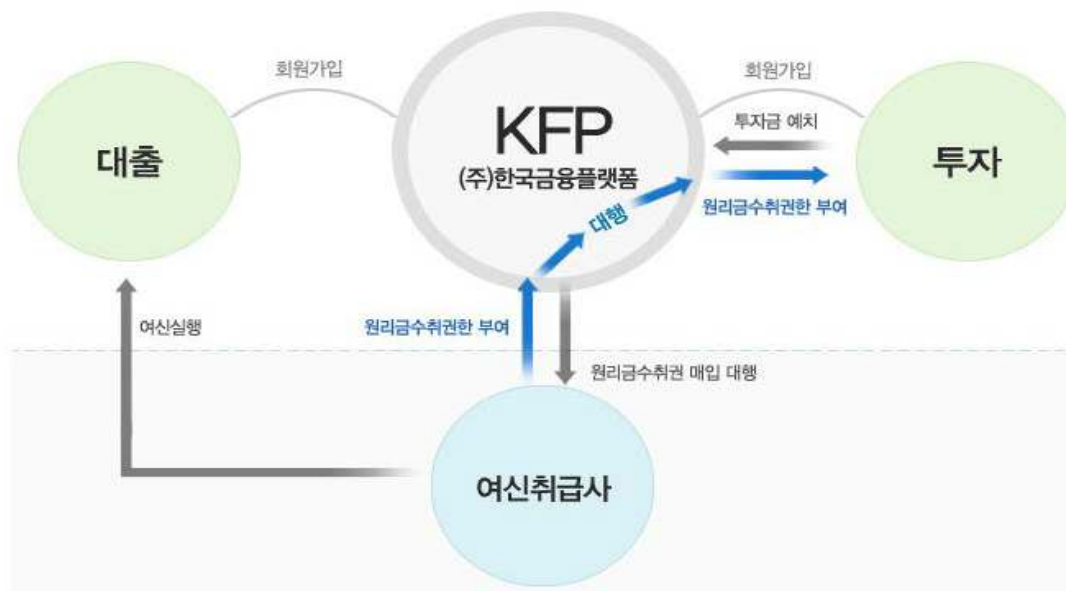 회원가입
회원가입
KFP
(주)한국금융플랫폼
대출
투자금 예치
투자
원리금수취권한 부여
대행
여신실행
원리금수취권한 부여
원리금수취권 매입 대행
여신취급사